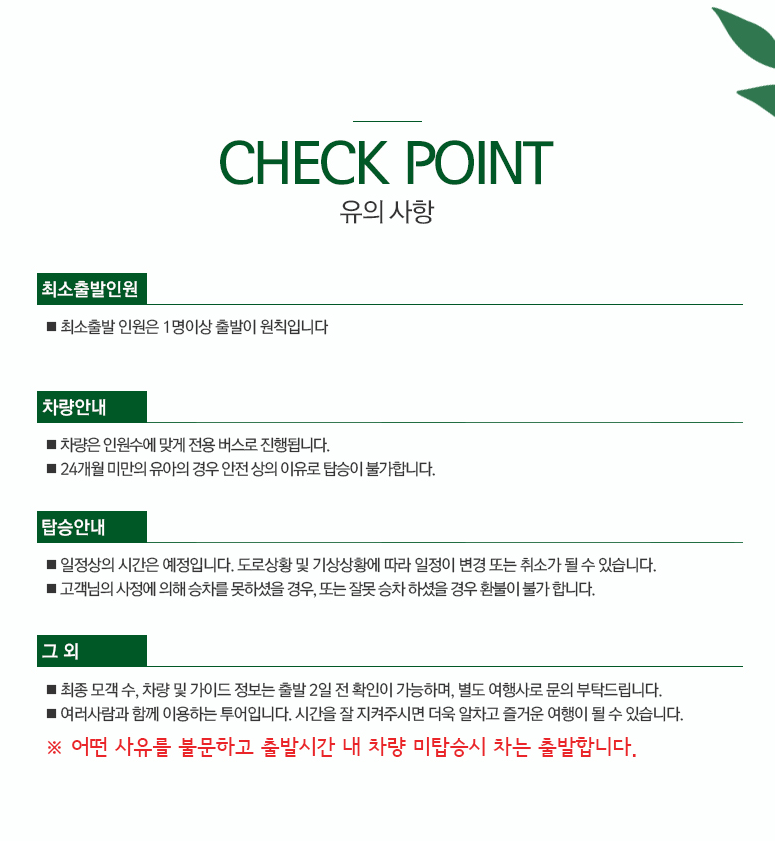 CHECK POINT
유의 사항
최소출발인원
■ 최소출발 인원은 1명이상 출발이 원칙입니다
차량안내
■ 차량은 인원수에 맞게 전용 버스로 진행됩니다.
■ 24개월 미만의 유아의 경우 안전 상의 이유로 탑승이 불가합니다.
탑승안내
■ 일정상의 시간은 예정입니다. 도로상황 및 기상상황에 따라 일정이 변경 또는 취소가 될 수 있습니다.
■ 고객님의 사정에 의해 승차를 못하셨을 경우, 또는 잘못 승차 하셨을 경우 환불이 불가 합니다.
그 외
■ 최종 모객 수, 차량 및 가이드 정보는 출발 2일 전 확인이 가능하며, 별도 여행사로 문의 부탁드립니다.
■ 여러사람과 함께 이용하는 투어입니다. 시간을 잘 지켜주시면 더욱 알차고 즐거운 여행이 될 수 있습니다.
※ 어떤 사유를 불문하고 출발시간 내 차량 미탑승시 차는 출발합니다.